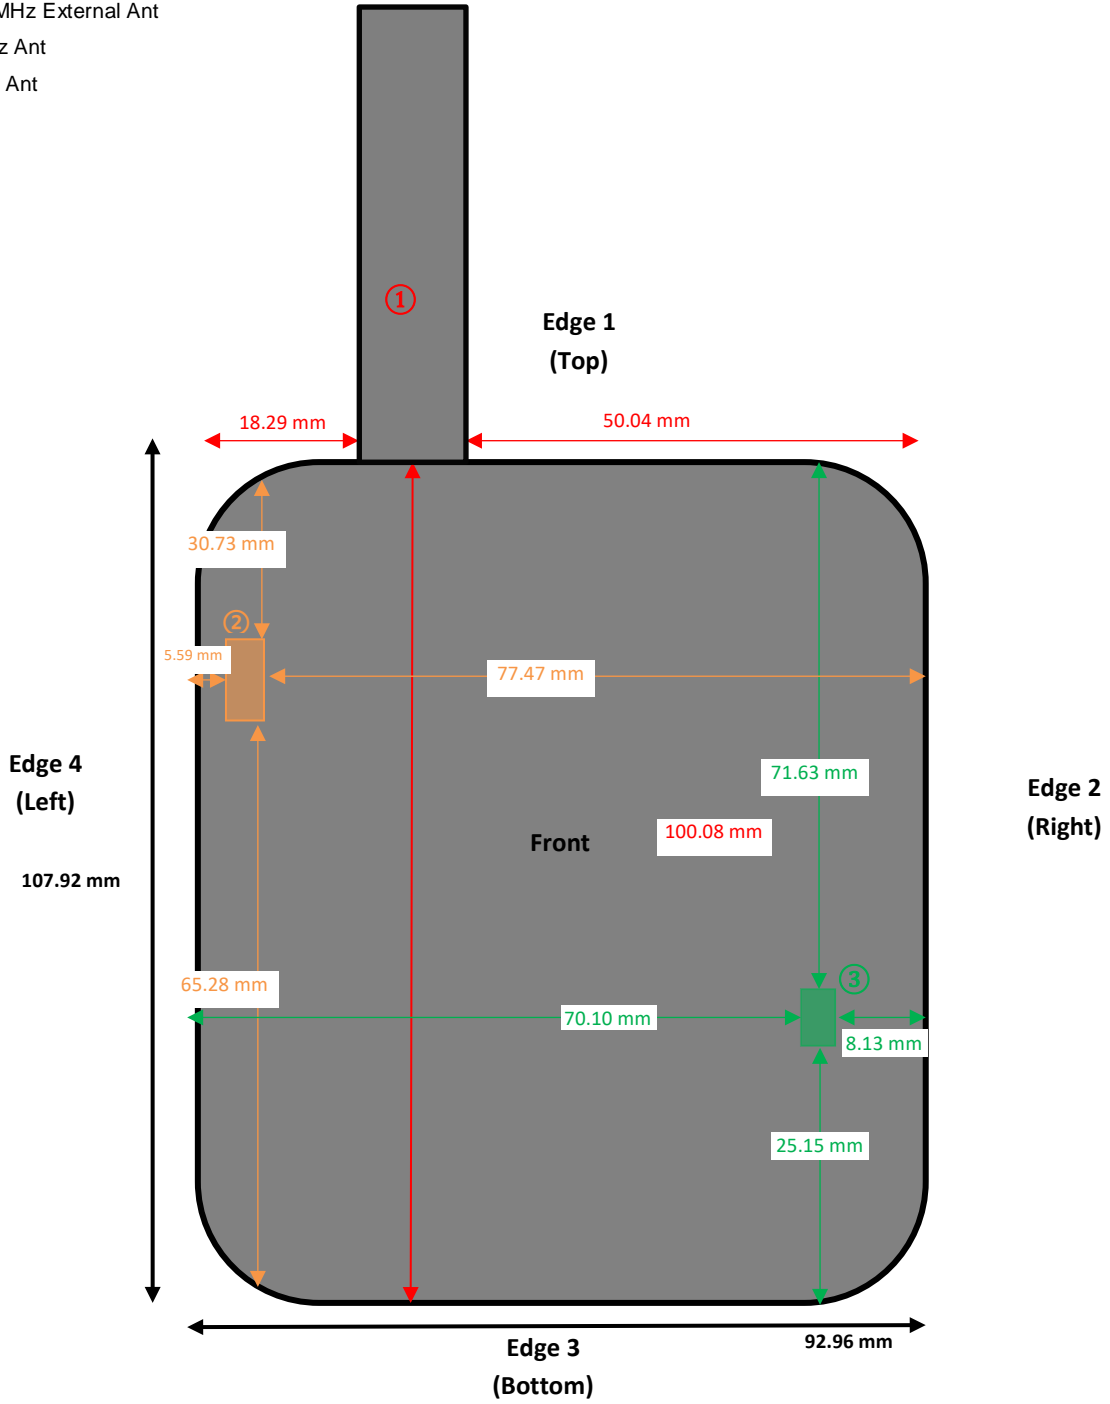 MHz External Ant
z Ant
Ant
①
Edge 1
(Top)
18.29 mm
50.04 mm
30.73 mm
②
5.59 mm
77.47 mm
Edge 4
(Left)
71.63 mm
Edge 2
(Right)
100.08 mm
Front
107.92 mm
65.28 mm
③
70.10 mm
8.13 mm
25.15 mm
Edge 3
(Bottom)
92.96 mm